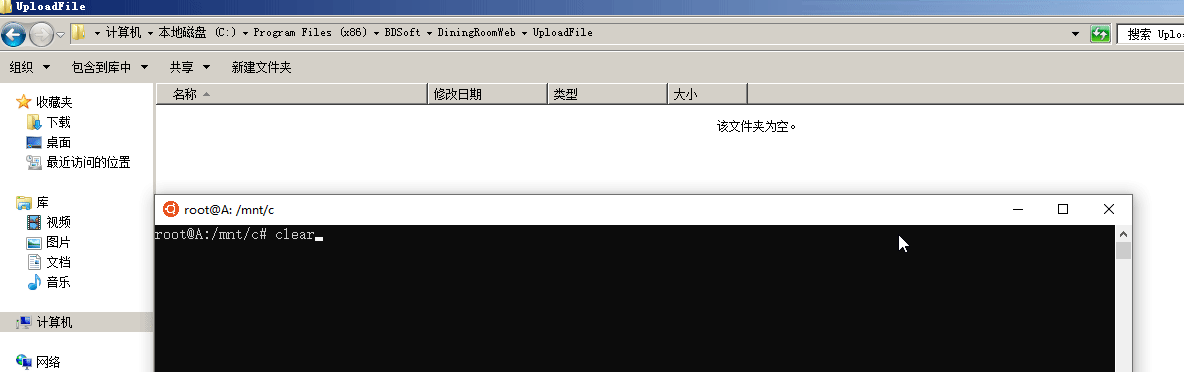 UploadFile
计算机 本地磁盘 (C:) Program Files (x86) BDSoft DiningRoomWeb UploadFile 搜索 Uplo
组织 包含到库中 共享 新建文件夹
名称 修改日期 类型 大小
该文件夹为空。
收藏夹
下载
桌面
最近访问的位置
库
视频
图片
文档
音乐
计算机
网络
root@A: /mnt/c
root@A:/mnt/c# clear